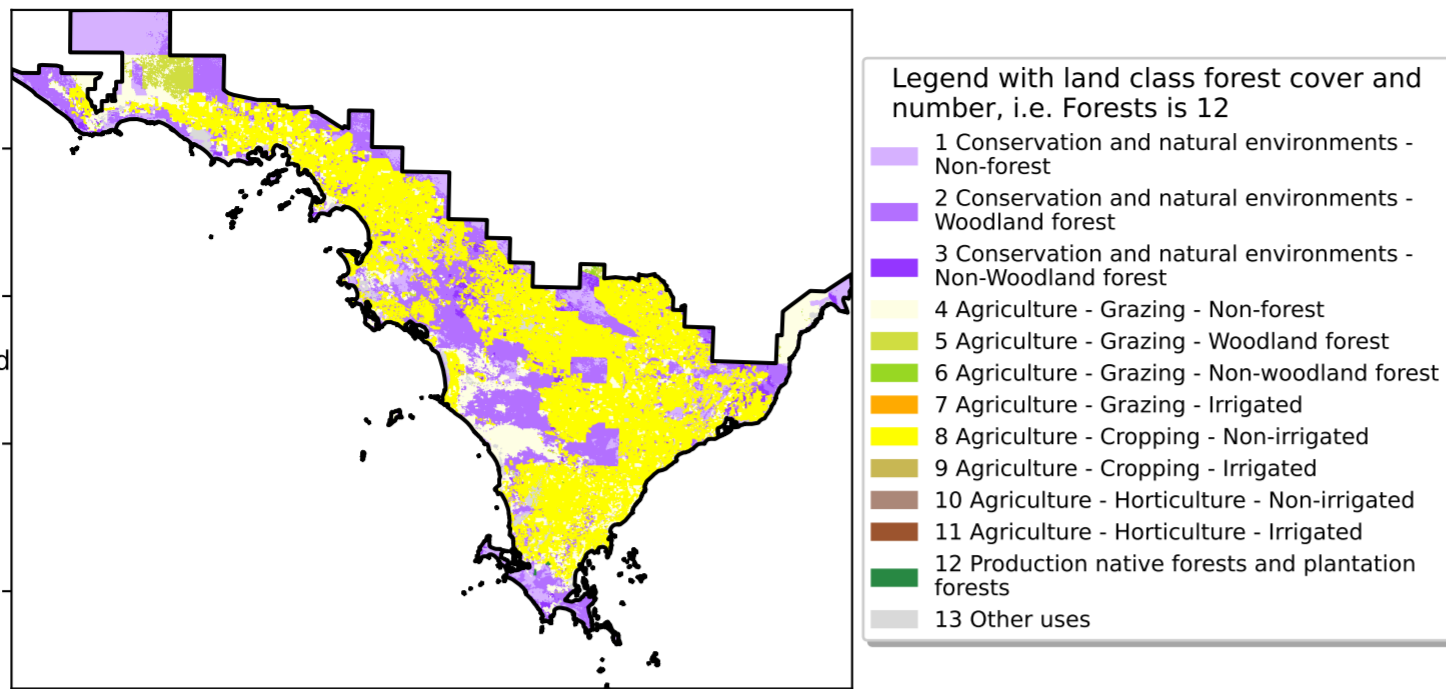 Legend with land class forest cover and
number, i.e. Forests is 12
1 Conservation and natural environments -
Non-forest
2 Conservation and natural environments -
Woodland forest
3 Conservation and natural environments -
Non-Woodland forest
4 Agriculture - Grazing - Non-forest
5 Agriculture - Grazing - Woodland forest
6 Agriculture - Grazing - Non-woodland forest
7 Agriculture - Grazing - Irrigated
8 Agriculture - Cropping - Non-irrigated
9 Agriculture - Cropping - Irrigated
10 Agriculture - Horticulture - Non-irrigated
11 Agriculture - Horticulture - Irrigated
12 Production native forests and plantation
forests
13 Other uses